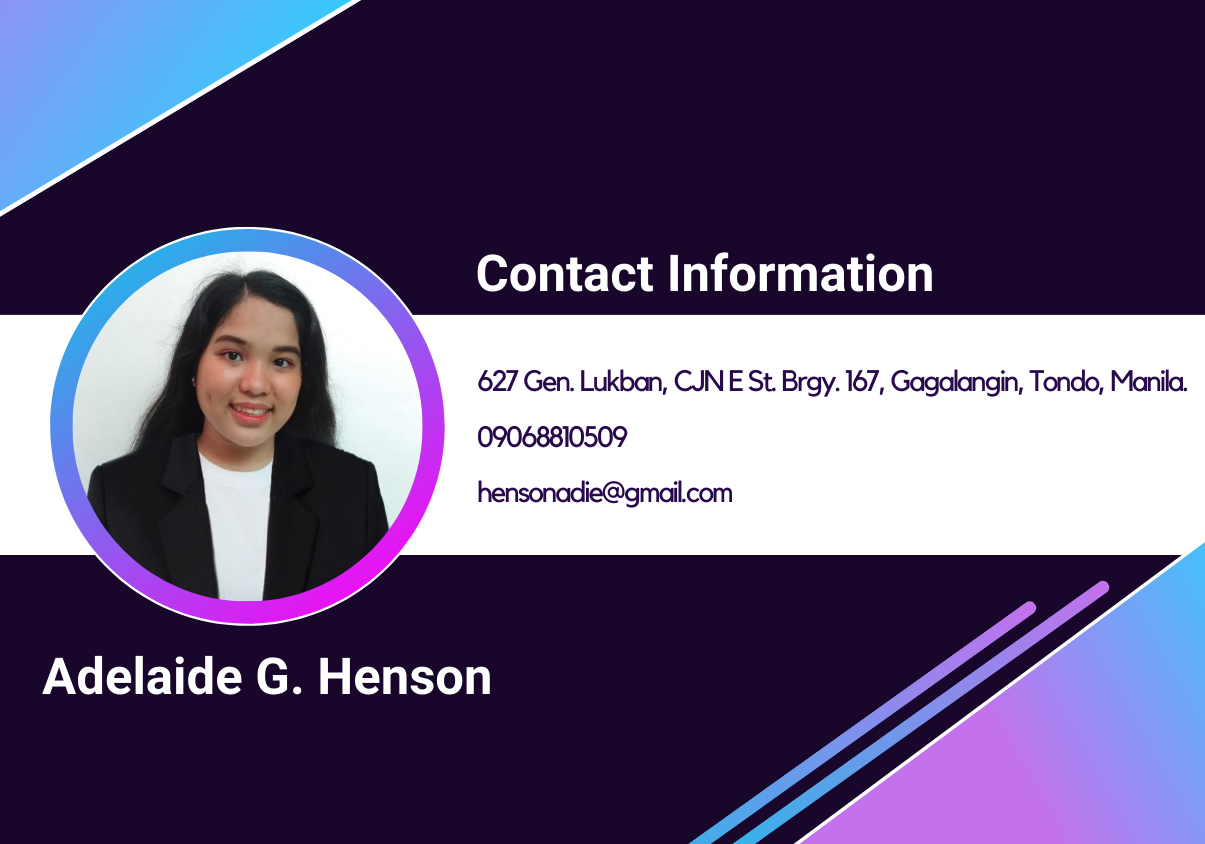 Contact Information
627 Gen. Lukban, CJN E St. Brgy. 167, Gagalangin, Tondo, Manila.
09068810509
hensonadie@gmail.com
Adelaide G. Henson